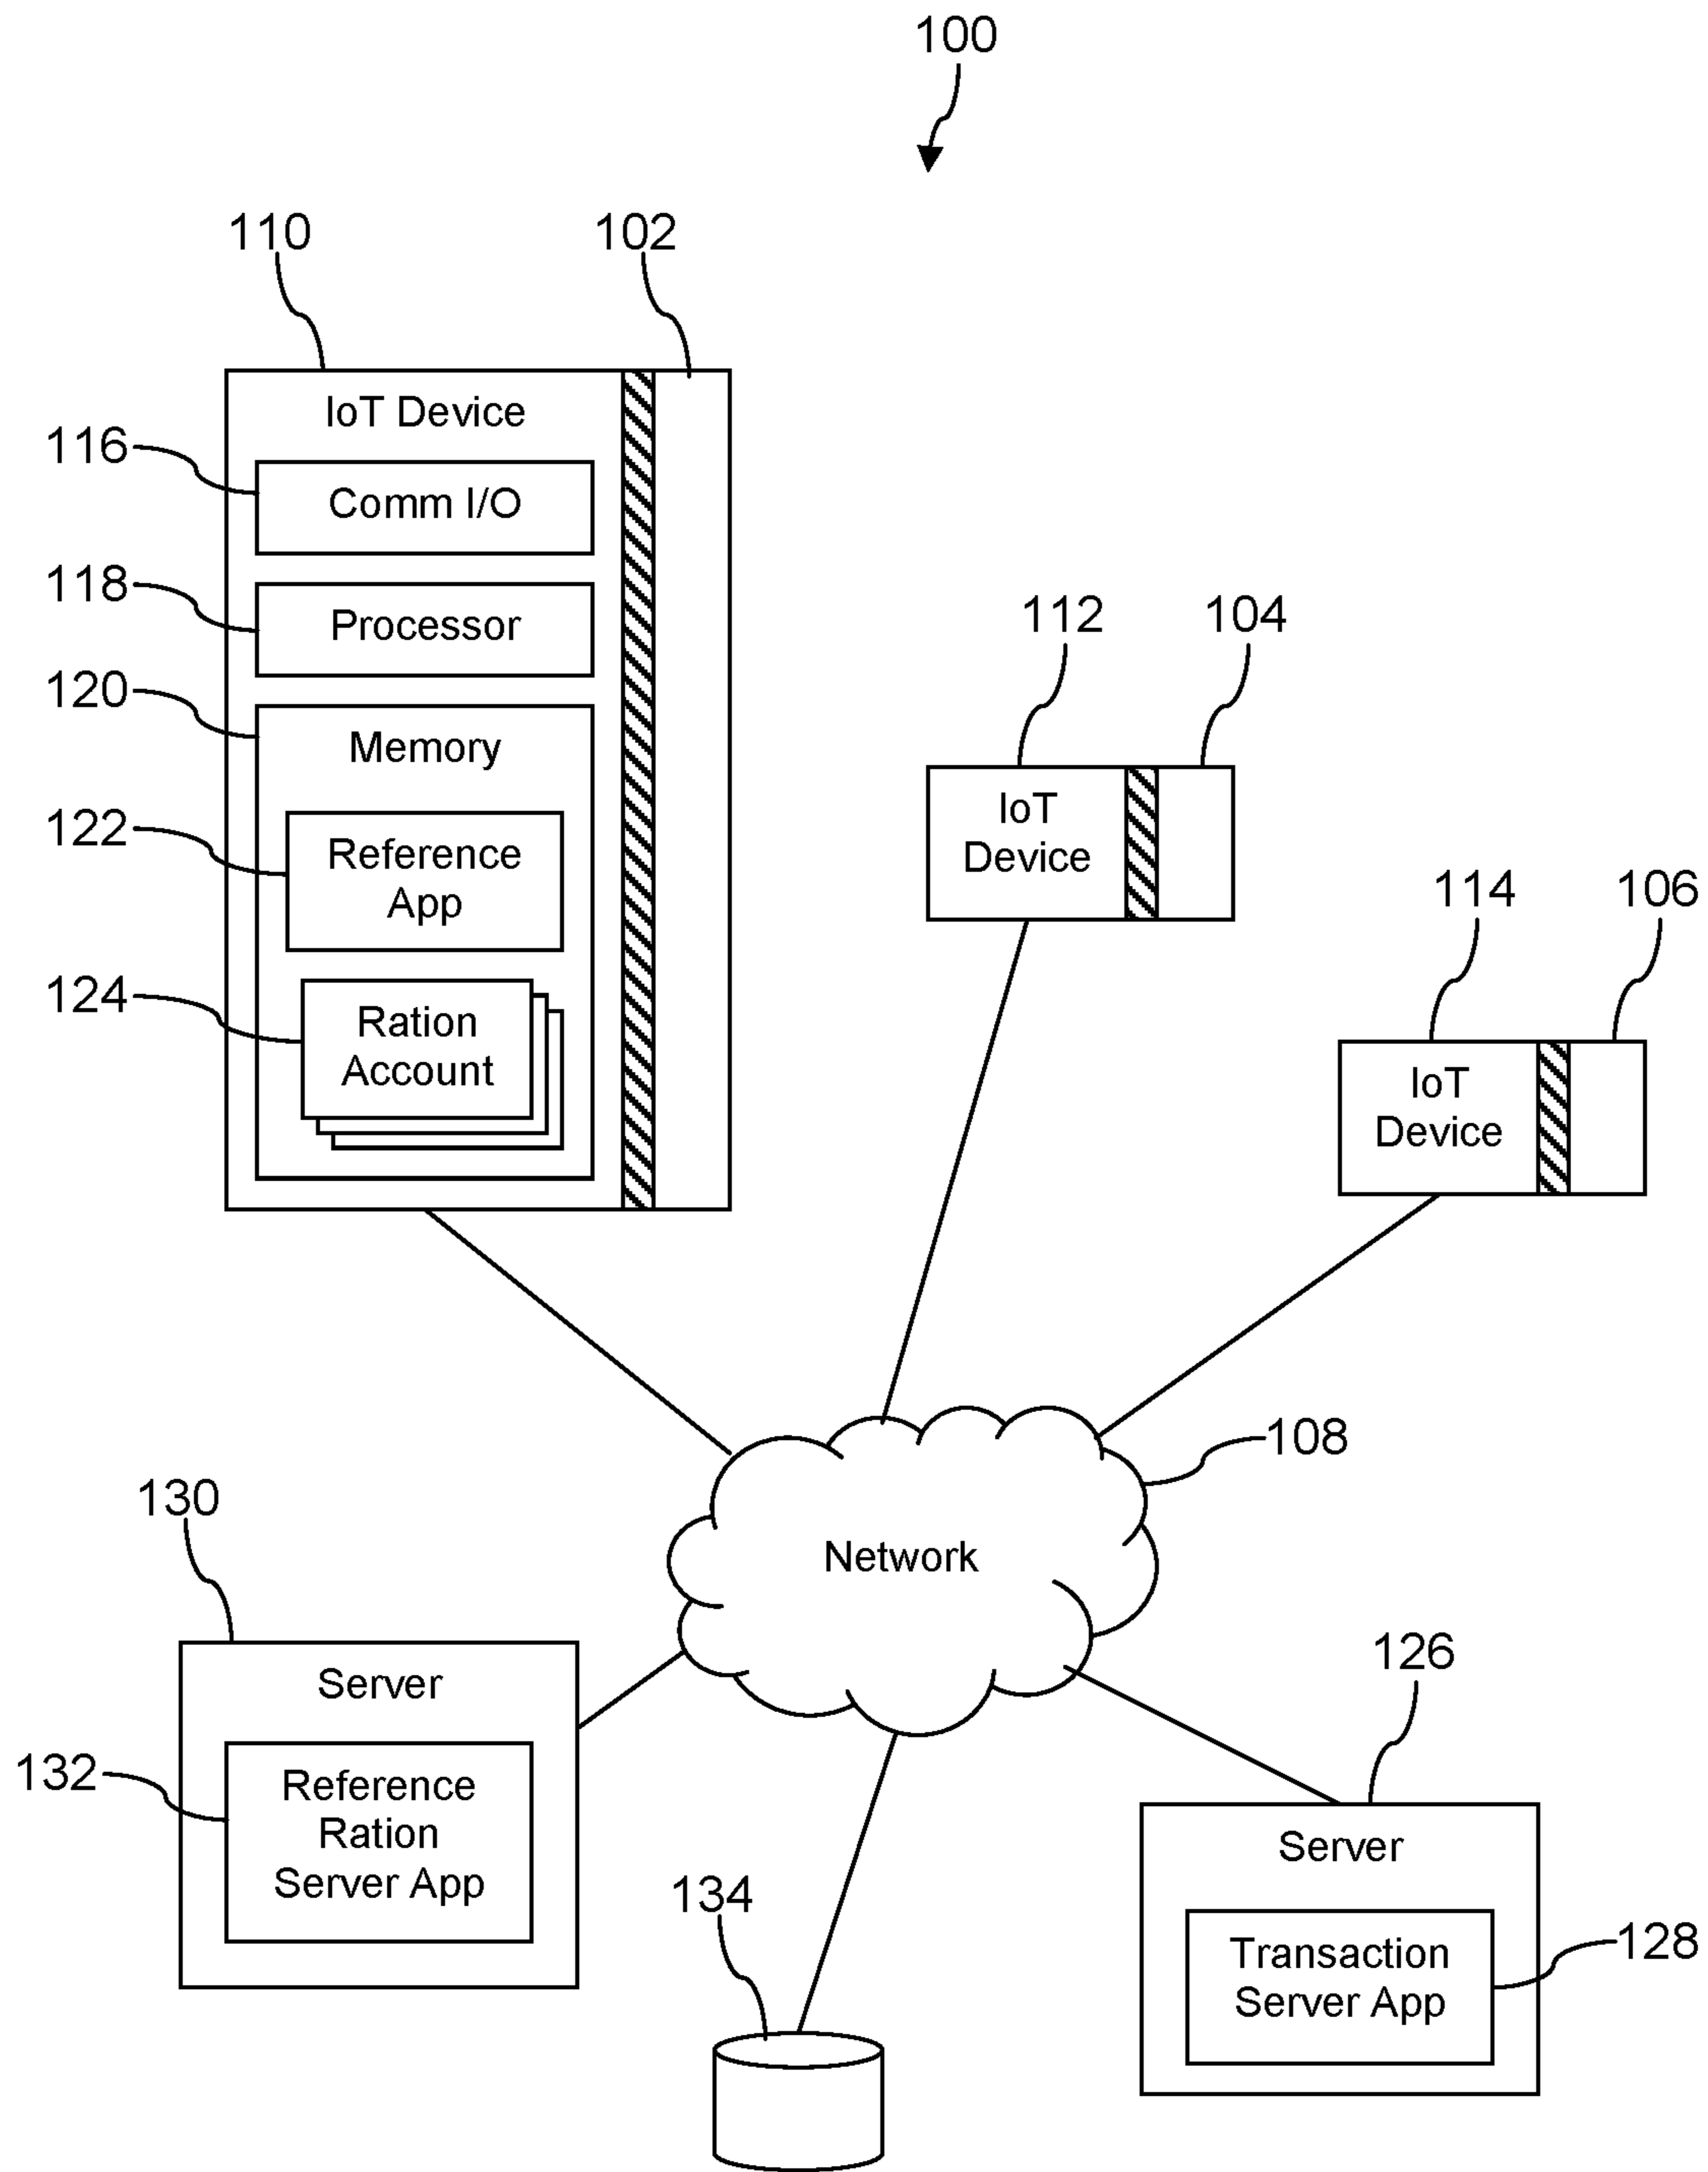 100
110
102
IoT Device
116
Comm I/O
118
Processor
120
Memory
122
Reference
App
124
Ration
Account
112
104
IoT
Device
114
106
IoT
Device
108
Network
130
Server
132
Reference
Ration
Server App
134
126
Server
Transaction
Server App
128